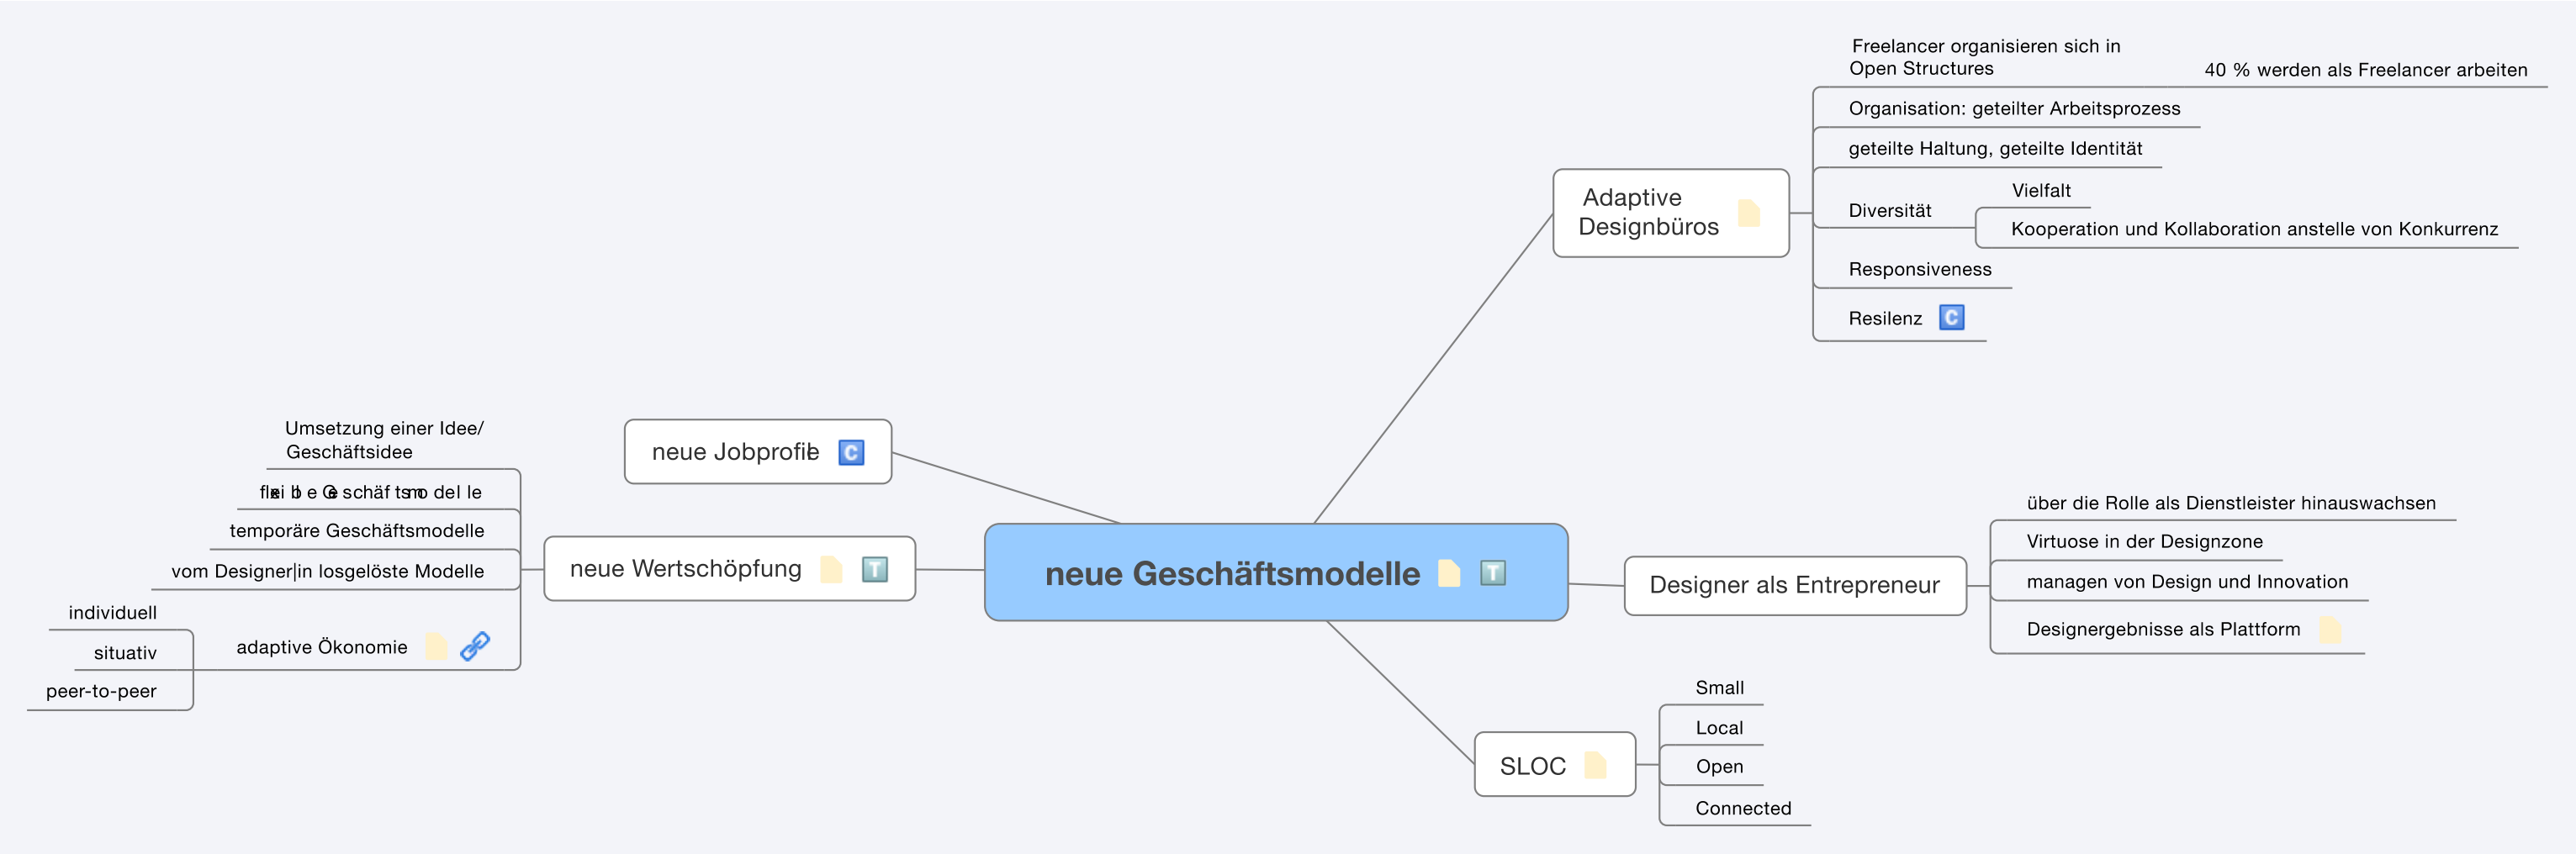 Freelancer organisieren sich in
Open Structures
40 % werden als Freelancer arbeiten
Organisation: geteilter Arbeitsprozess
geteilte Haltung, geteilte Identität
Adaptive
Designbüros
Vielfalt
Diversität
Kooperation und Kollaboration anstelle von Konkurrenz
Responsiveness
Resilenz C
neue Jobprofile C
Umsetzung einer Idee/
Geschäftsidee
flexible Geschäftsmodelle
temporäre Geschäftsmodelle
vom Designer|in losgelöste Modelle
neue Wertschöpfung T
individuell
adaptive Ökonomie
situativ
peer-to-peer
neue Geschäftsmodelle T
Designer als Entrepreneur
über die Rolle als Dienstleister hinauswachsen
Virtuose in der Designzone
managen von Design und Innovation
Designergebnisse als Plattform
SLOC
Small
Local
Open
Connected